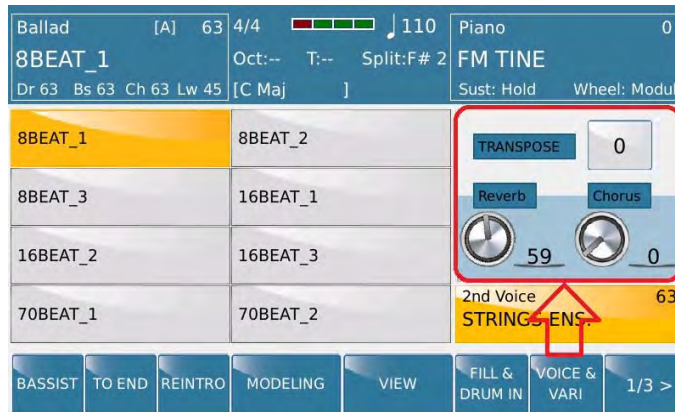 Ballad [A] 63
8BEAT_1
Dr 63 Bs 63 Ch 63 Lw 45
4/4 110
Oct:-- T:-- Split:F# 2
[C Maj ]
Piano 0
FM TINE
Sust: Hold Wheel: Modul
8BEAT_1
8BEAT_2
8BEAT_3
16BEAT_1
16BEAT_2
16BEAT_3
70BEAT_1
70BEAT_2
TRANSPOSE 0
Reverb Chorus
59 0
2nd Voice 63
STRINGS ENS.
BASSIST
TO END
REINTRO
MODELING
VIEW
FILL &
DRUM IN
VOICE &
VARI
1/3 >